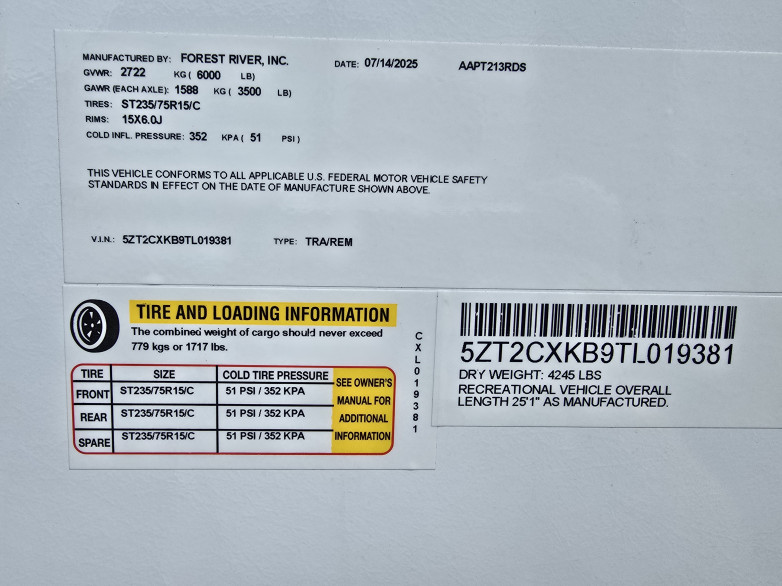 MANUFACTURED BY: FOREST RIVER, INC. DATE: 07/14/2025 AAPT213RDS
GVWR: 2722 KG ( 6000 LB)
GAWR (EACH AXLE): 1588 KG ( 3500 LB)
TIRES: ST235/75R15/C
RIMS: 15X6.0J
COLD INFL. PRESSURE: 352 KPA ( 51 PSI )
THIS VEHICLE CONFORMS TO ALL APPLICABLE U.S. FEDERAL MOTOR VEHICLE SAFETY
STANDARDS IN EFFECT ON THE DATE OF MANUFACTURE SHOWN ABOVE.
V.I.N.: 5ZT2CXKB9TL019381 TYPE: TRA/REM
TIRE AND LOADING INFORMATION
The combined weight of cargo should never exceed
779 kgs or 1717 lbs.
TIRE SIZE COLD TIRE PRESSURE
FRONT ST235/75R15/C 51 PSI / 352 KPA
REAR ST235/75R15/C 51 PSI / 352 KPA
SPARE ST235/75R15/C 51 PSI / 352 KPA
SEE OWNER'S
MANUAL FOR
ADDITIONAL
INFORMATION
CXL019381
5ZT2CXKB9TL019381
DRY WEIGHT: 4245 LBS
RECREATIONAL VEHICLE OVERALL
LENGTH 25'1" AS MANUFACTURED.